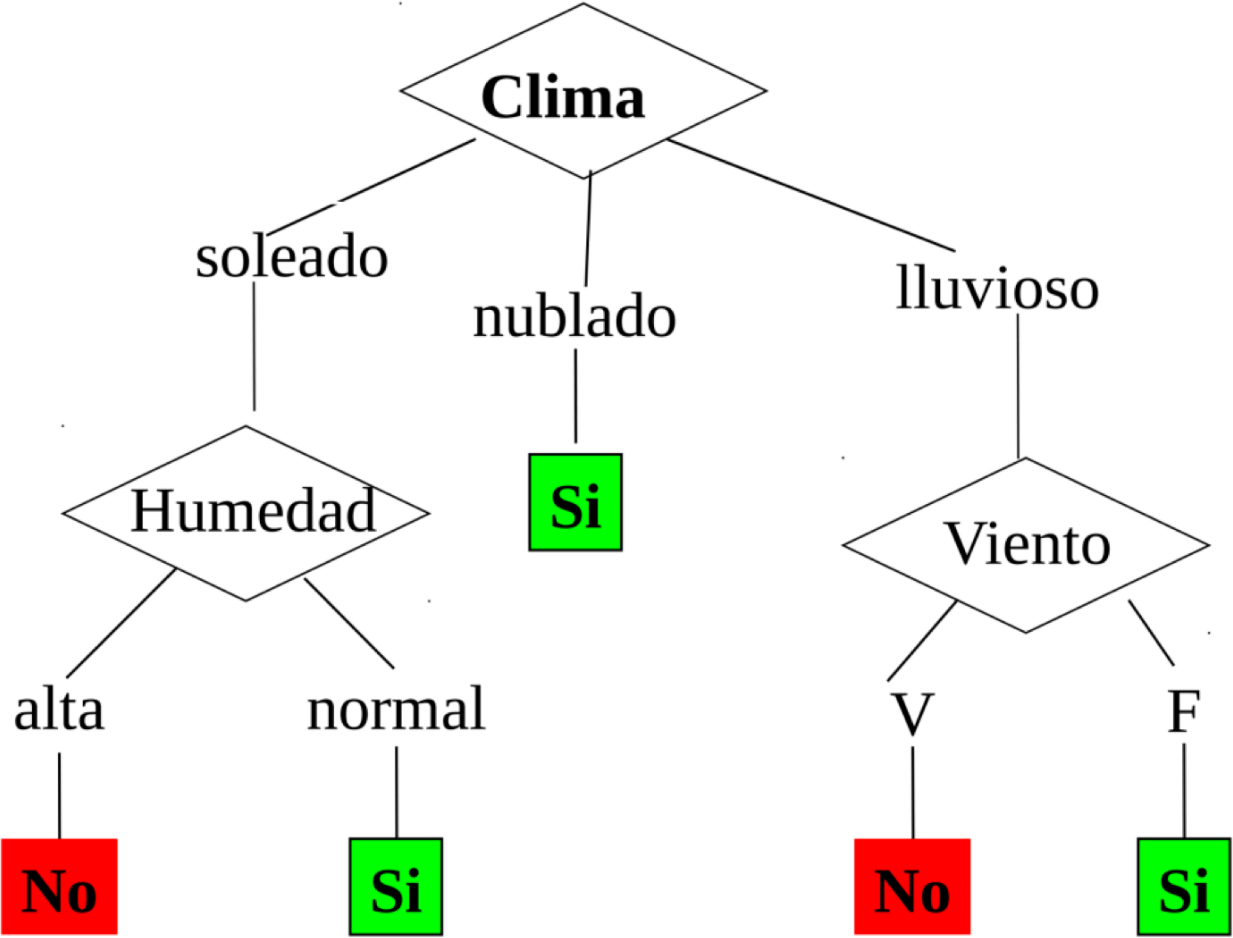 Clima
soleado
nublado
lluvioso
Humedad
Si
Viento
alta
normal
V
F
No
Si
No
Si